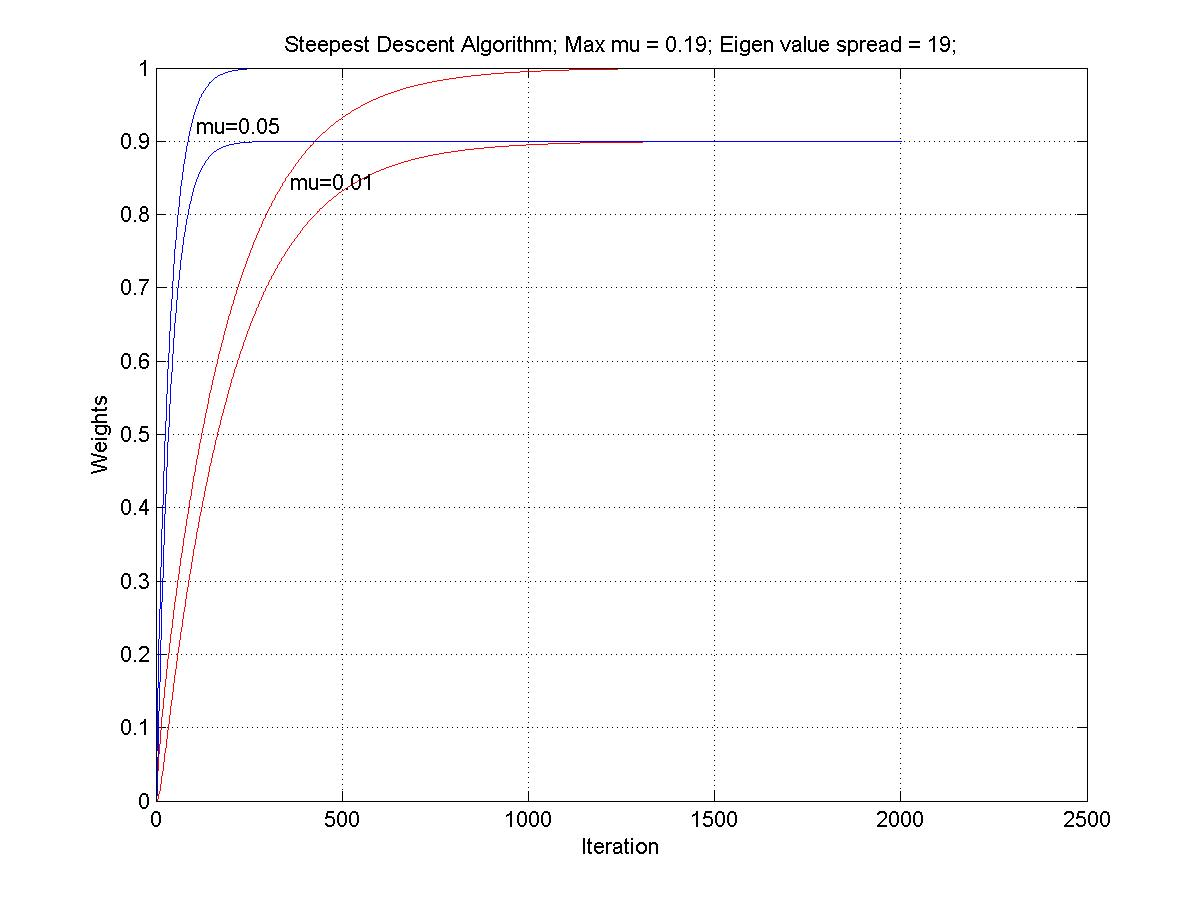 Steepest Descent Algorithm; Max mu = 0.19; Eigen value spread = 19;
1
mu=0.05
0.9
mu=0.01
0.8
0.7
0.6
0.5
Weights
0.4
0.3
0.2
0.1
0
0 500 1000 1500 2000 2500
Iteration